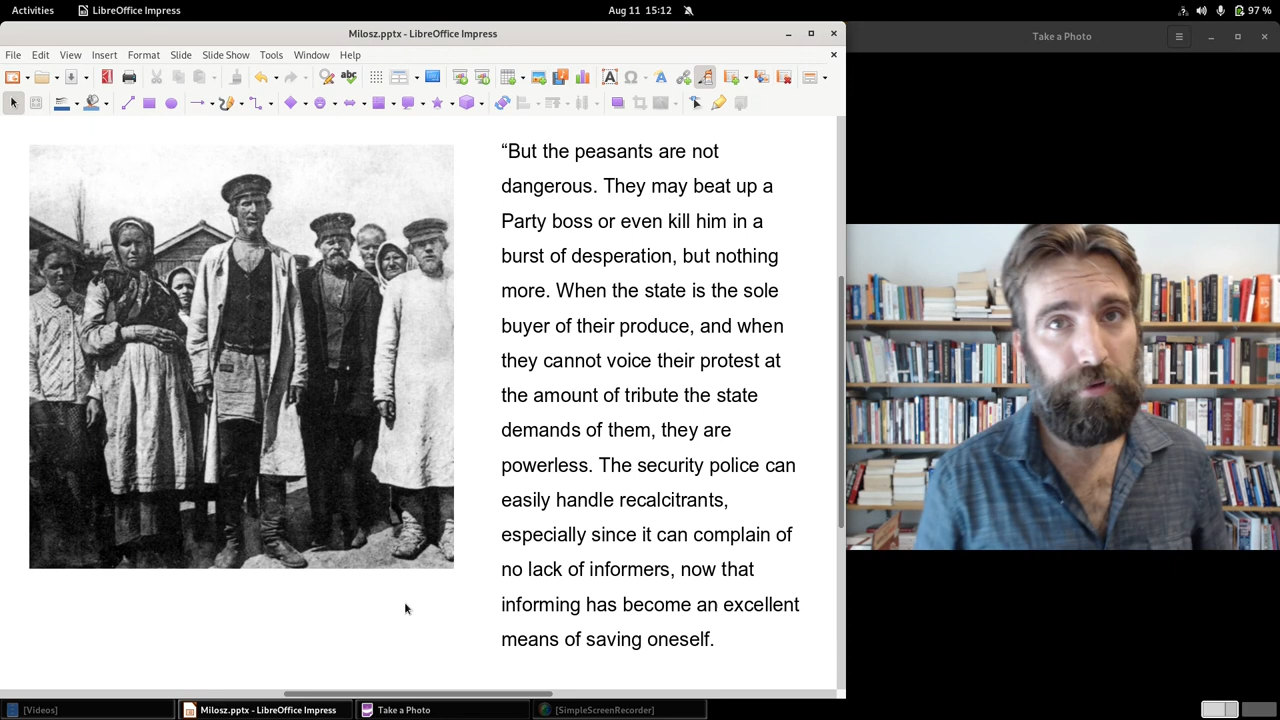 Activities LibreOffice Impress Aug 11 15:12 97 %
Milosz.pptx - LibreOffice Impress
Take a Photo
File Edit View Insert Format Slide Slide Show Tools Window Help
“But the peasants are not
dangerous. They may beat up a
Party boss or even kill him in a
burst of desperation, but nothing
more. When the state is the sole
buyer of their produce, and when
they cannot voice their protest at
the amount of tribute the state
demands of them, they are
powerless. The security police can
easily handle recalcitrants,
especially since it can complain of
no lack of informers, now that
informing has become an excellent
means of saving oneself.
[Videos] Milosz.pptx - LibreOffice Impress Take a Photo [SimpleScreenRecorder]